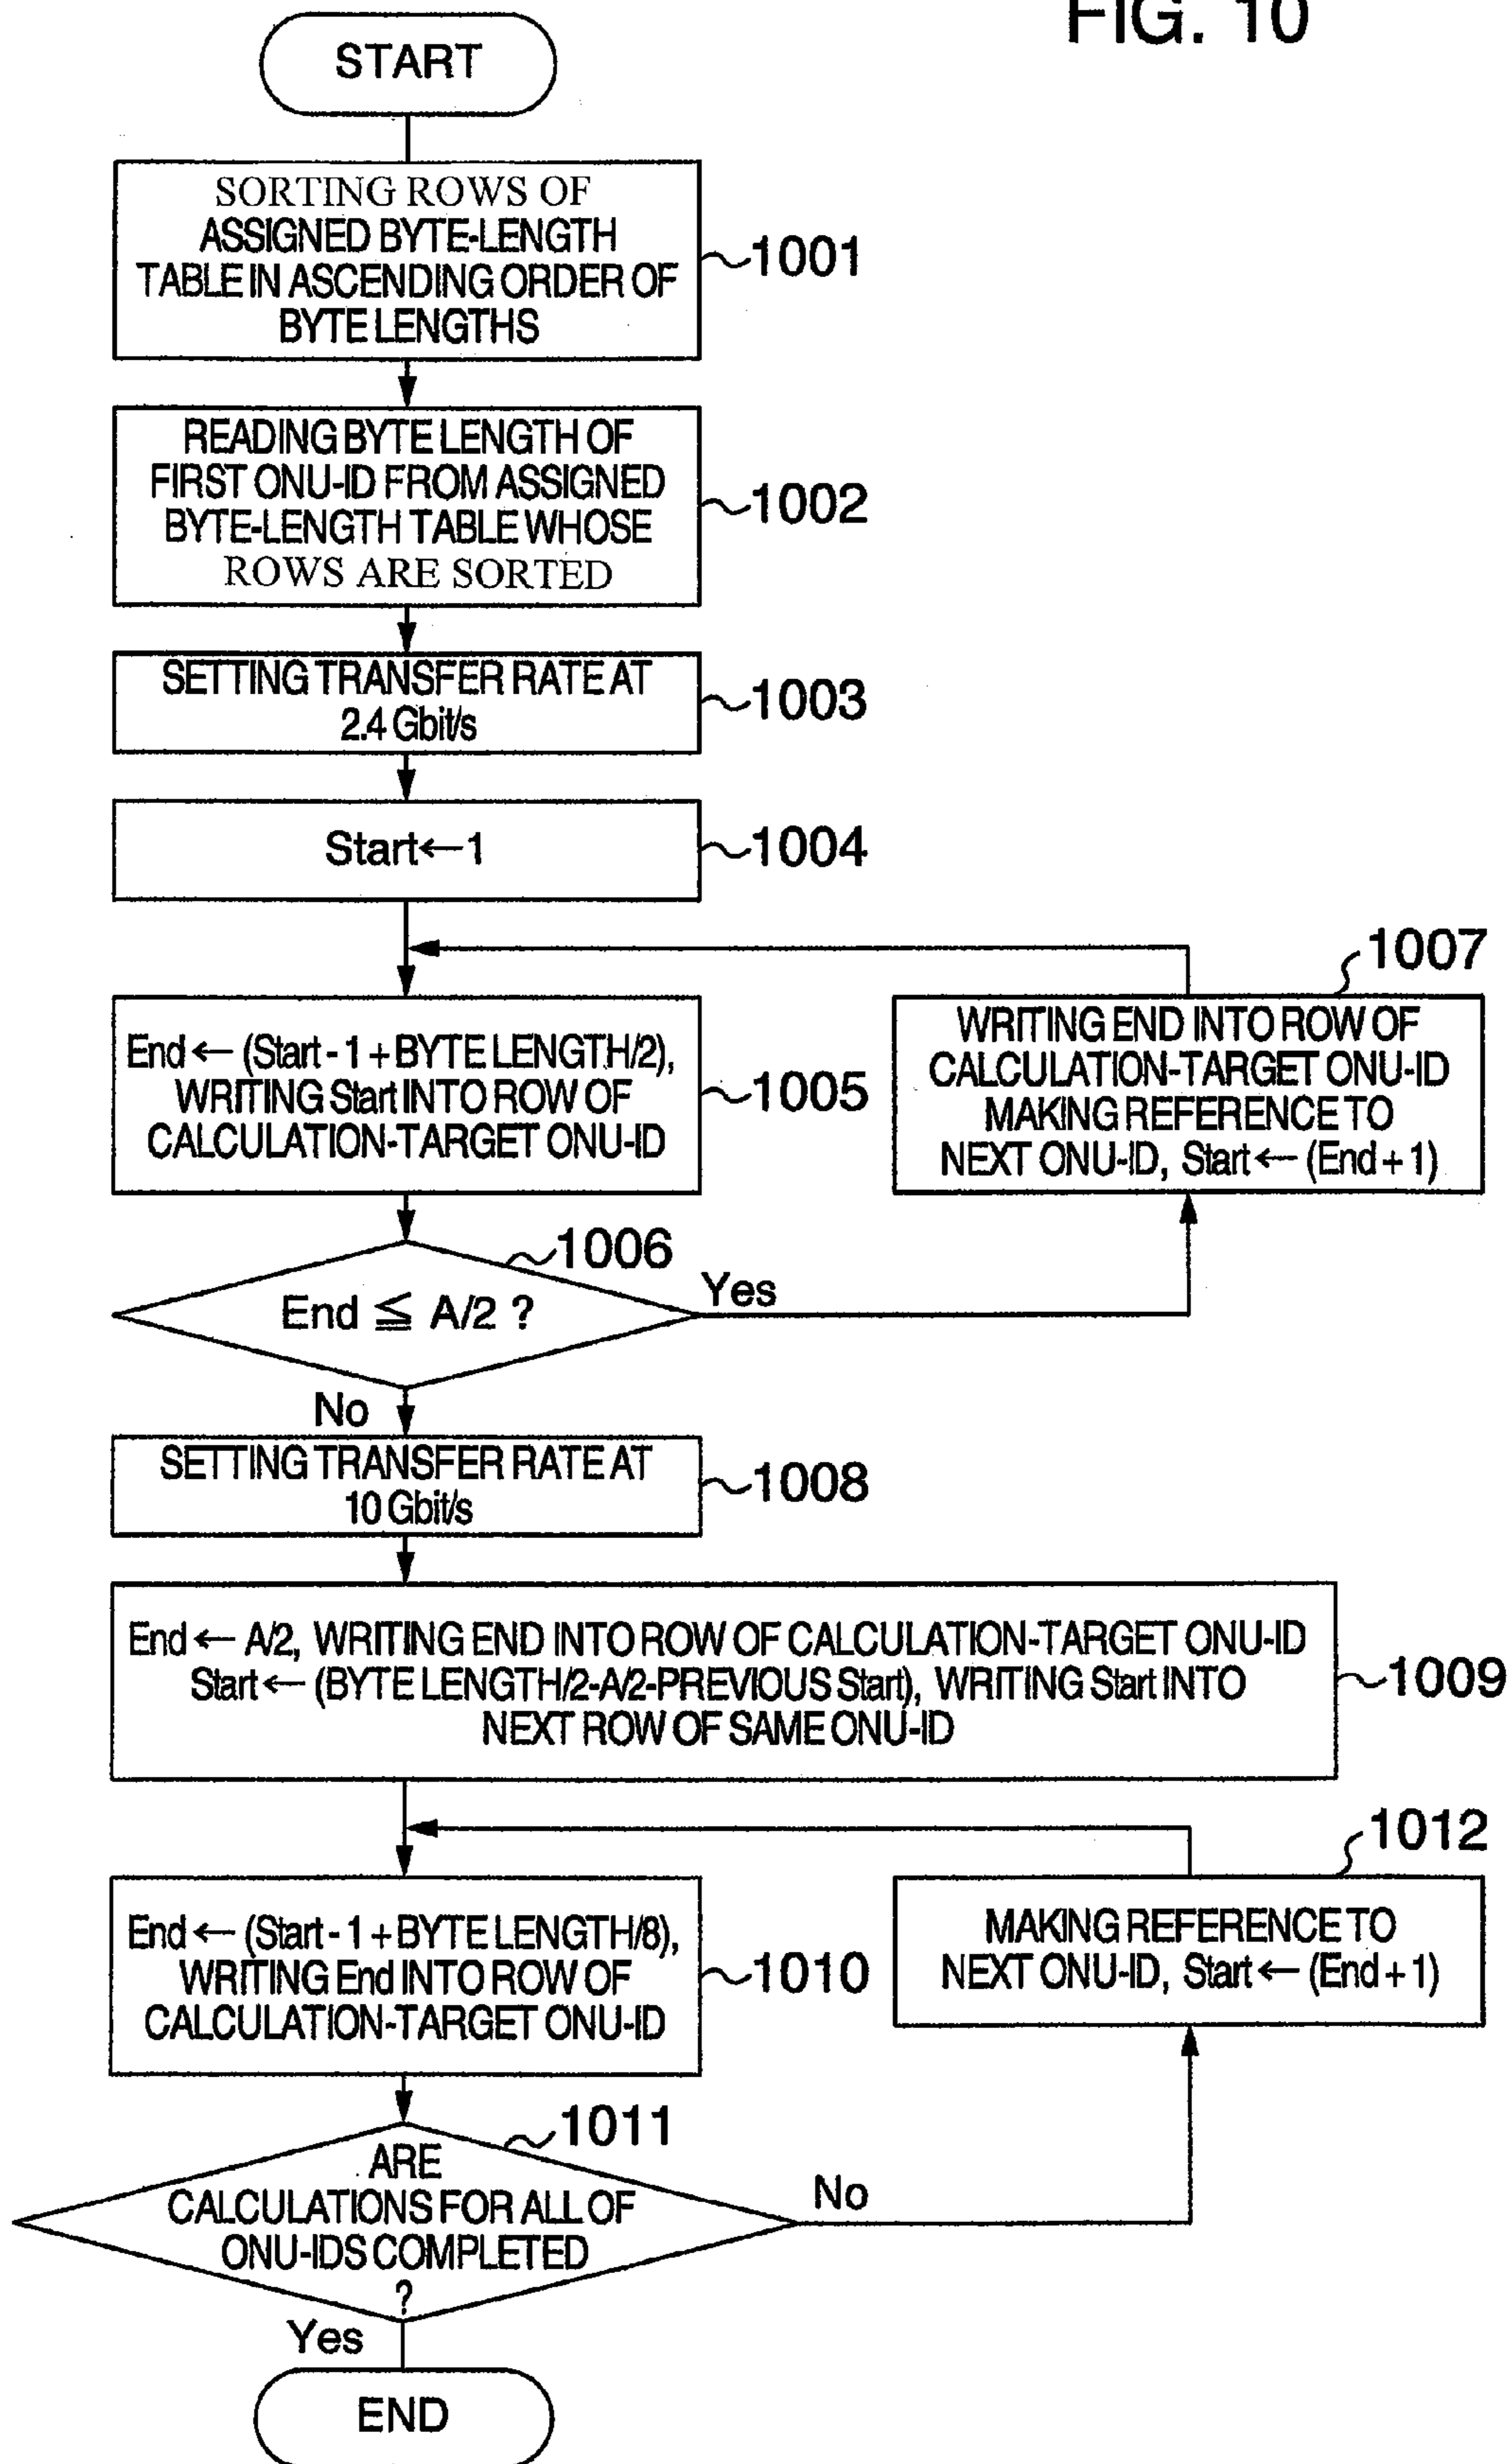 FIG. 10
START
SORTING ROWS OF
ASSIGNED BYTE-LENGTH
TABLE IN ASCENDING ORDER OF
BYTE LENGTHS
1001
READING BYTE LENGTH OF
FIRST ONU-ID FROM ASSIGNED
BYTE-LENGTH TABLE WHOSE
ROWS ARE SORTED
1002
SETTING TRANSFER RATE AT
2.4 Gbit/s
1003
Start←1
1004
1007
WRITING END INTO ROW OF
CALCULATION-TARGET ONU-ID
MAKING REFERENCE TO
NEXT ONU-ID, Start ← (End + 1)
End ← (Start - 1 + BYTE LENGTH/2),
WRITING Start INTO ROW OF
CALCULATION-TARGET ONU-ID
1005
1006
End ≦ A/2 ?
Yes
No
SETTING TRANSFER RATE AT
10 Gbit/s
1008
End ← A/2, WRITING END INTO ROW OF CALCULATION-TARGET ONU-ID
Start ← (BYTE LENGTH/2-A/2-PREVIOUS Start), WRITING Start INTO
NEXT ROW OF SAME ONU-ID
1009
1012
MAKING REFERENCE TO
NEXT ONU-ID, Start ← (End + 1)
End ← (Start - 1 + BYTE LENGTH/8),
WRITING End INTO ROW OF
CALCULATION-TARGET ONU-ID
1010
1011
ARE
CALCULATIONS FOR ALL OF
ONU-IDS COMPLETED
?
No
Yes
END